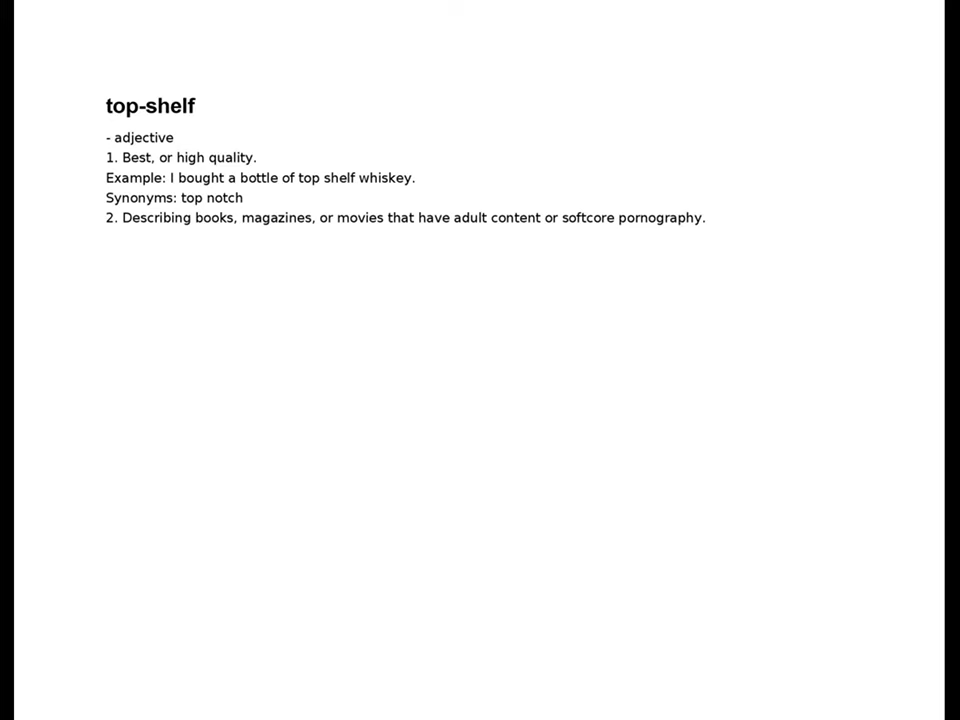 top-shelf
- adjective
1. Best, or high quality.
Example: I bought a bottle of top shelf whiskey.
Synonyms: top notch
2. Describing books, magazines, or movies that have adult content or softcore pornography.